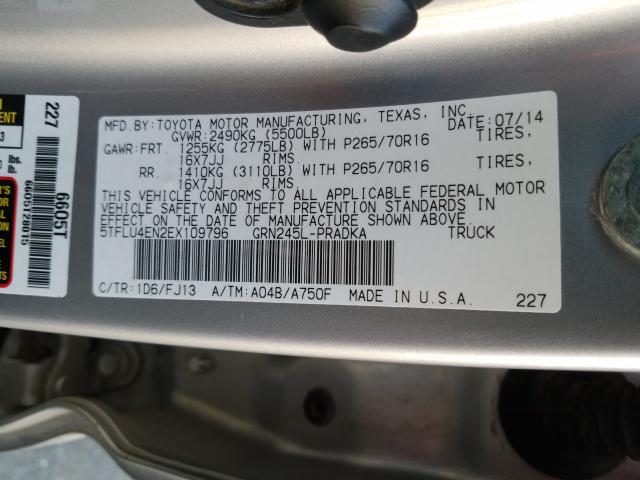 MFD.BY:TOYOTA MOTOR MANUFACTURING, TEXAS, INC.
GVWR:2490KG (5500LB) DATE:07/14
GAWR:FRT. 1255KG (2775LB) WITH P265/70R16 TIRES,
16X7JJ RIMS.
RR. 1410KG (3110LB) WITH P265/70R16 TIRES,
16X7JJ RIMS.
THIS VEHICLE CONFORMS TO ALL APPLICABLE FEDERAL MOTOR
VEHICLE SAFETY AND THEFT PREVENTION STANDARDS IN
EFFECT ON THE DATE OF MANUFACTURE SHOWN ABOVE.
5TFLU4EN2EX109796 GRN245L-PRADKA TRUCK
C/TR:1D6/FJ13 A/TM:A04B/A750F MADE IN U.S.A. 227
227
6605T
lbs.
lb.
3